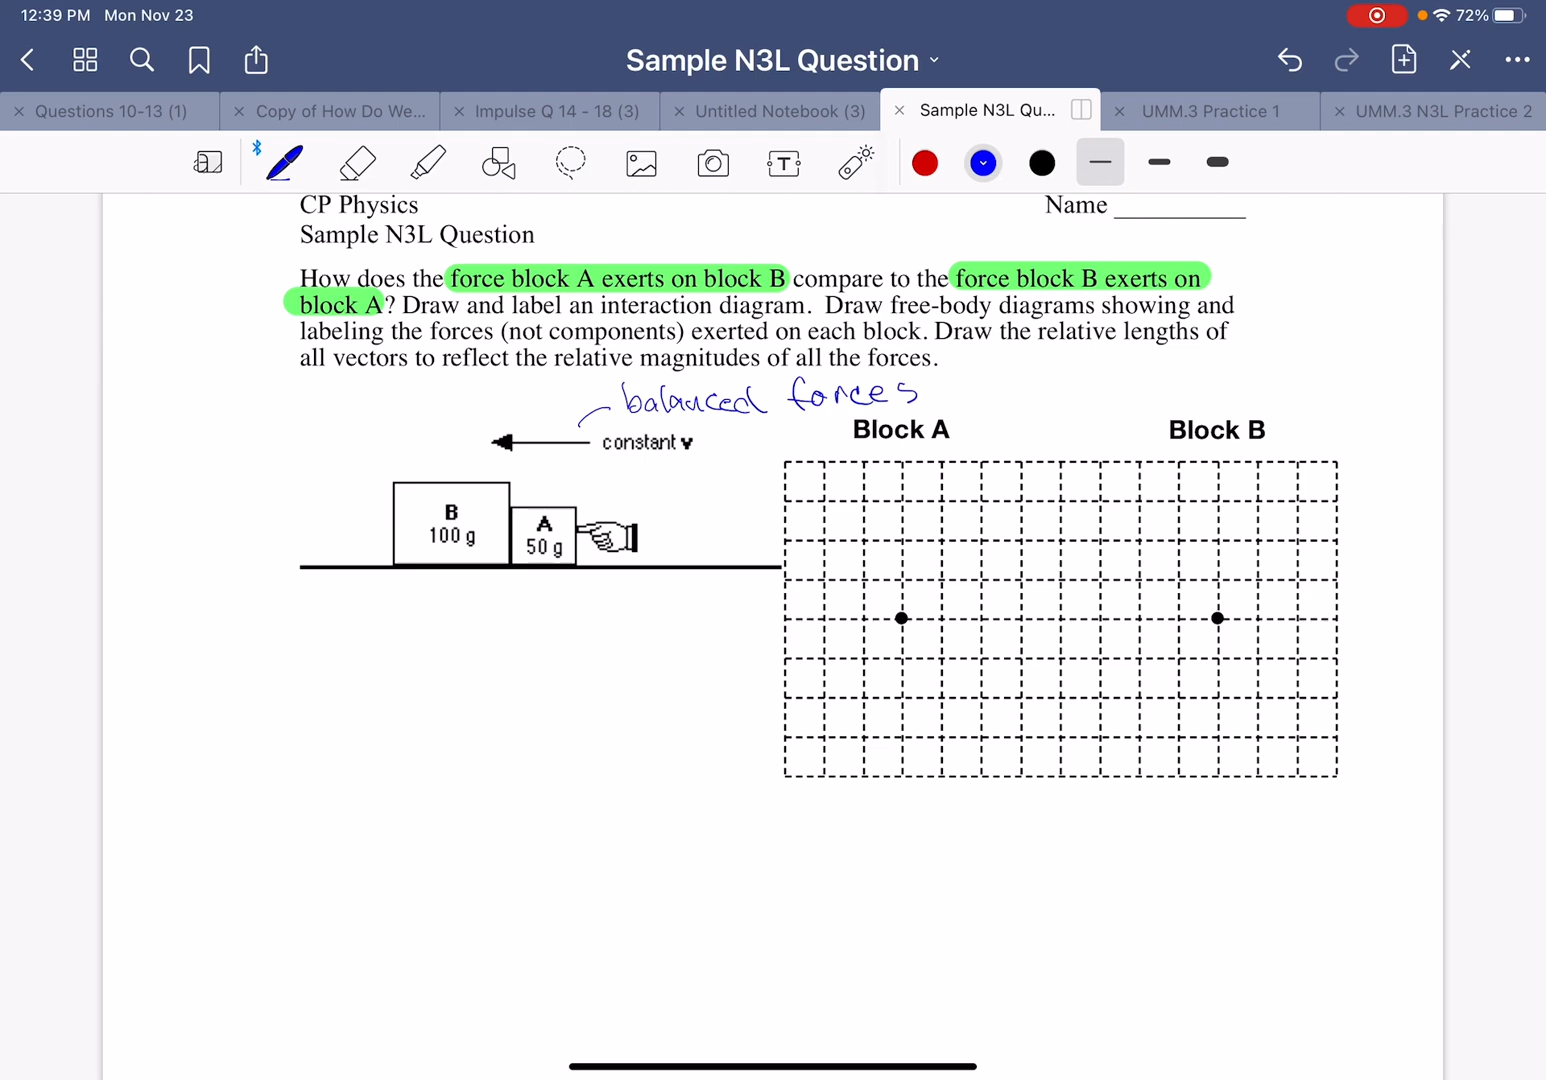 12:39 PM Mon Nov 23
72%
Sample N3L Question
Questions 10-13 (1)
Copy of How Do We...
Impulse Q 14 - 18 (3)
Untitled Notebook (3)
Sample N3L Qu...
UMM.3 Practice 1
UMM.3 N3L Practice 2
CP Physics
Name
Sample N3L Question
How does the force block A exerts on block B compare to the force block B exerts on
block A? Draw and label an interaction diagram. Draw free-body diagrams showing and
labeling the forces (not components) exerted on each block. Draw the relative lengths of
all vectors to reflect the relative magnitudes of all the forces.
balanced forces
constant v
Block A
Block B
B
100 g
A
50 g